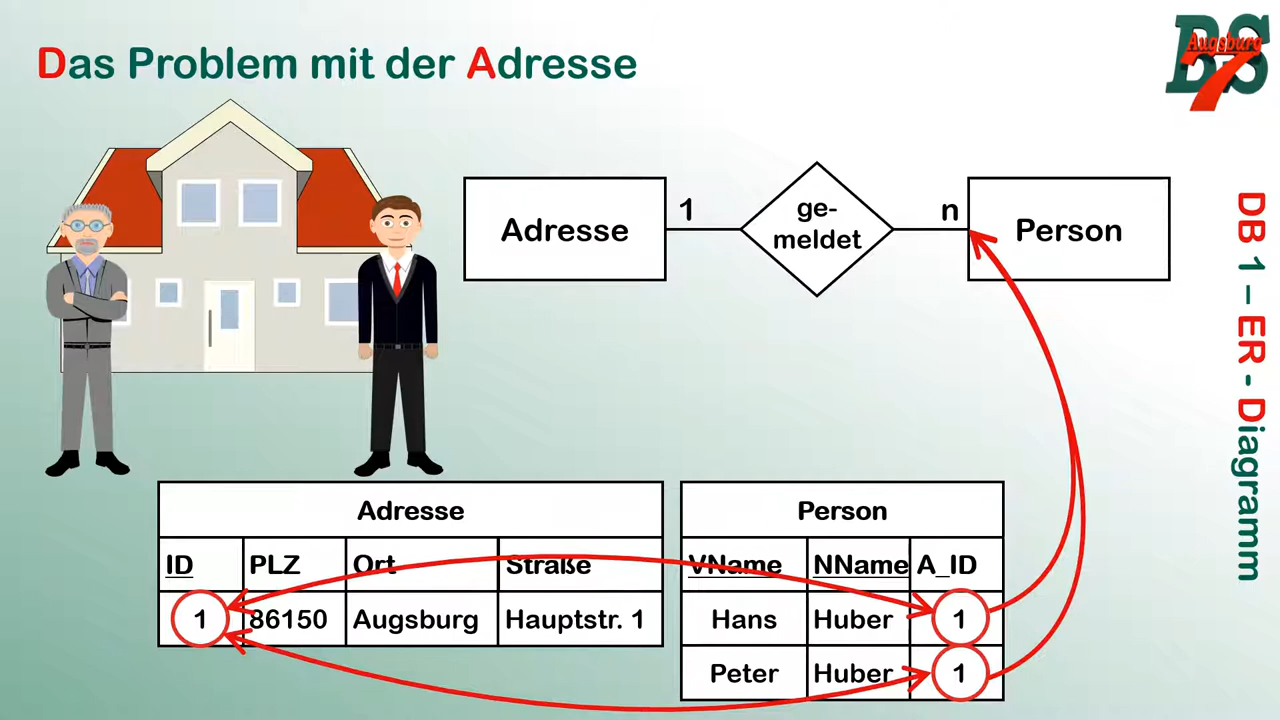 Das Problem mit der Adresse
BS
Augsburg
7
Adresse
1
ge-
meldet
n
Person
DB 1 – ER - Diagramm
Adresse
ID PLZ Ort Straße
1 86150 Augsburg Hauptstr. 1
Person
VName NName A_ID
Hans Huber 1
Peter Huber 1